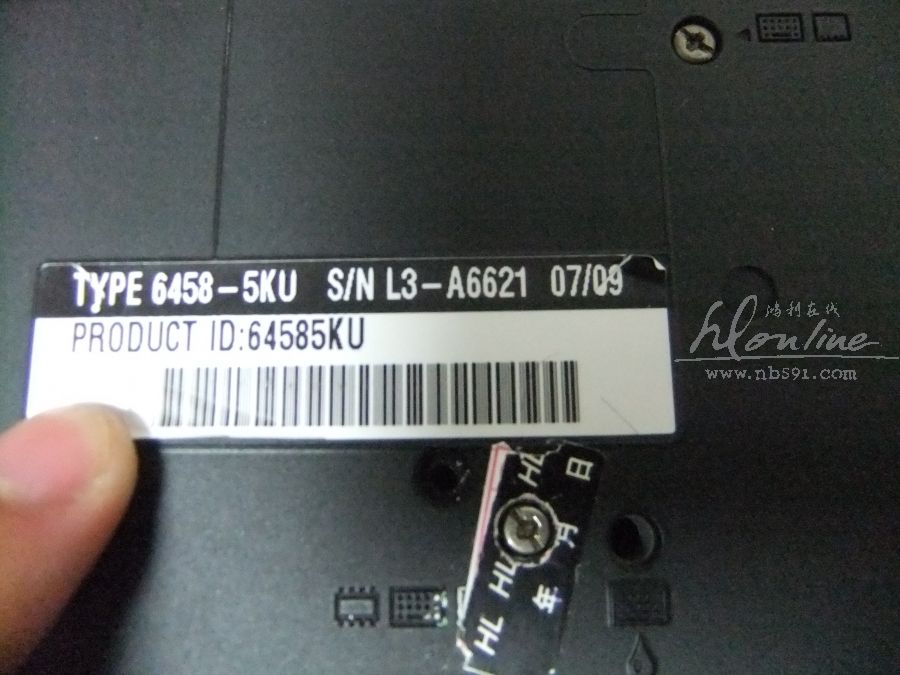 TYPE 6458-5KU S/N L3-A6621 07/09
PRODUCT ID:64585KU
鸿利在线
hlonline
www.nb591.com
HL
日
月
HL HL
年